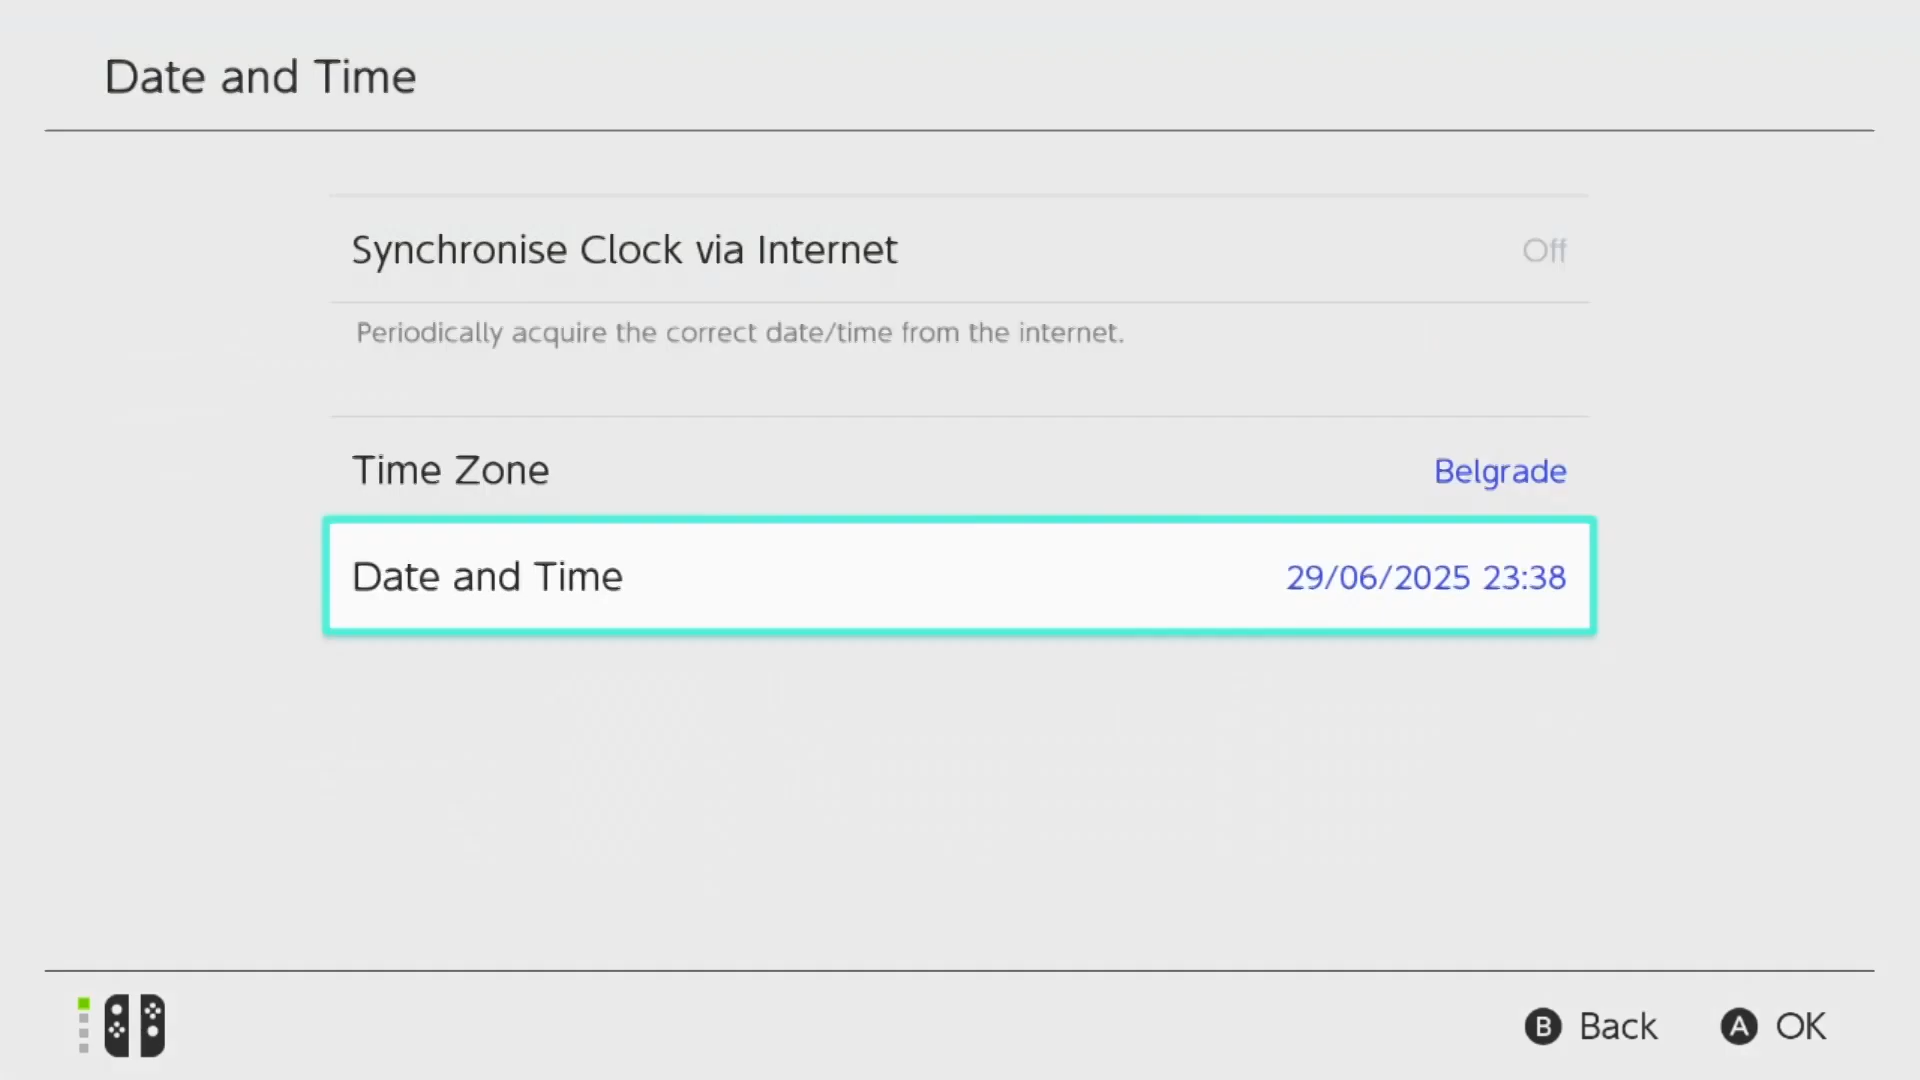 Date and Time
Synchronise Clock via Internet Off
Periodically acquire the correct date/time from the internet.
Time Zone Belgrade
Date and Time 29/06/2025 23:38
B Back A OK